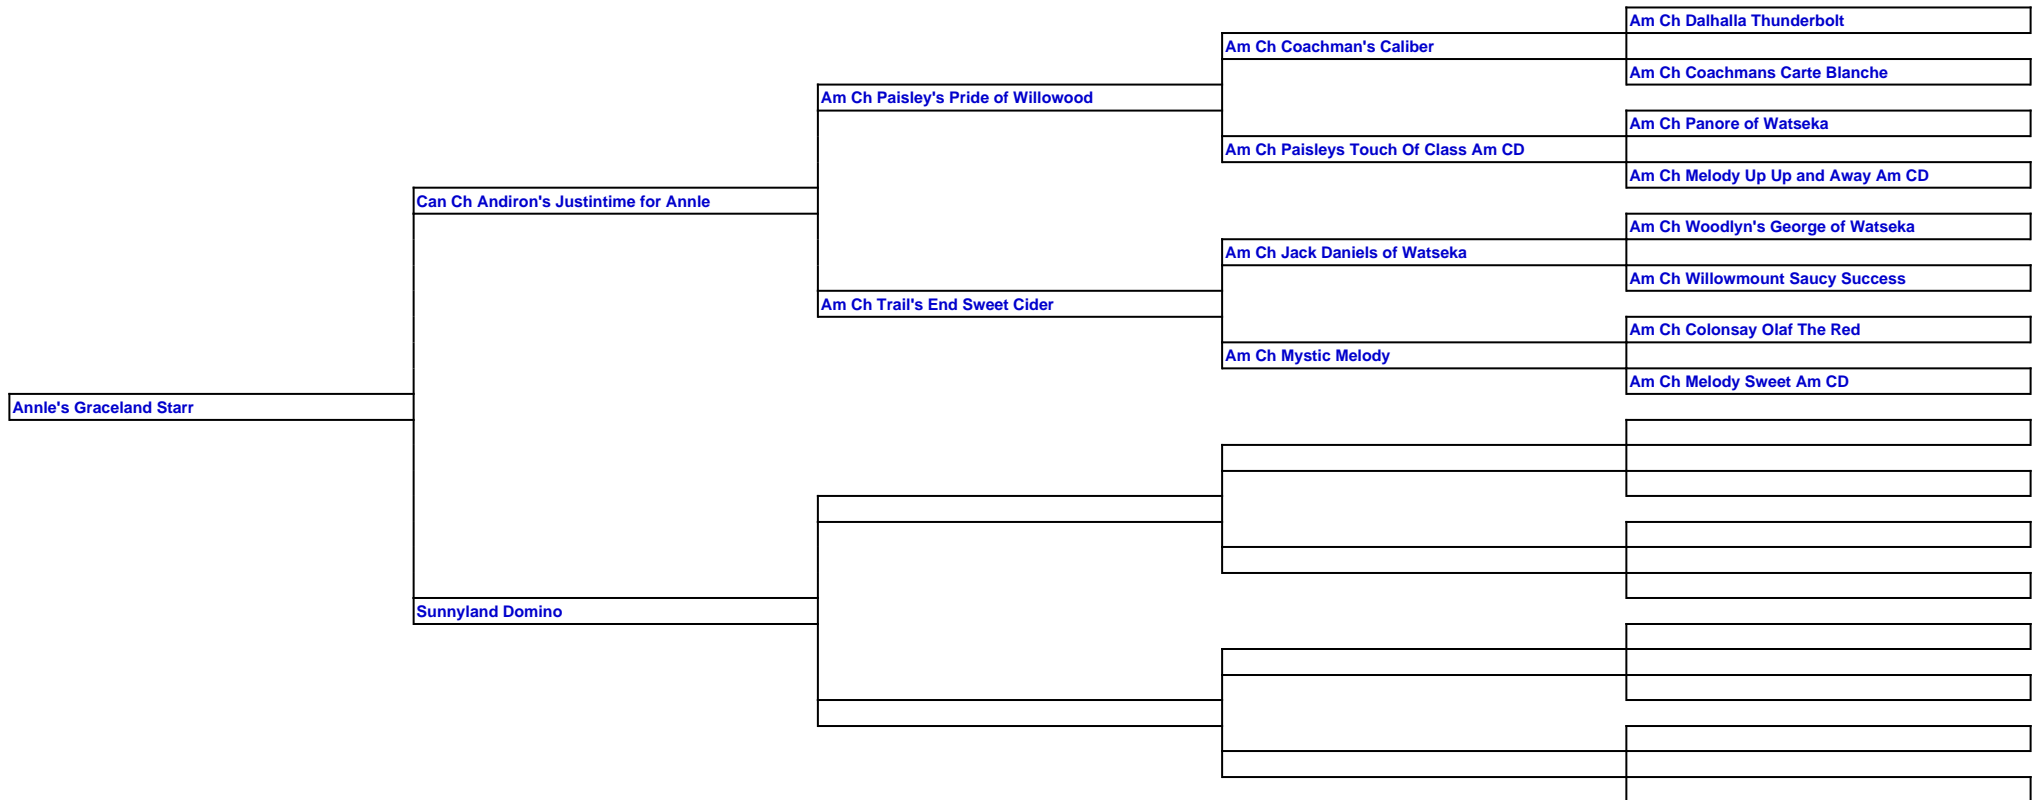 Am Ch Dalhalla Thunderbolt
Am Ch Coachman's Caliber
Am Ch Coachmans Carte Blanche
Am Ch Paisley's Pride of Willowood
Am Ch Panore of Watseka
Am Ch Paisleys Touch Of Class Am CD
Am Ch Melody Up Up and Away Am CD
Can Ch Andiron's Justintime for Annle
Am Ch Woodlyn's George of Watseka
Am Ch Jack Daniels of Watseka
Am Ch Willowmount Saucy Success
Am Ch Trail's End Sweet Cider
Am Ch Colonsay Olaf The Red
Am Ch Mystic Melody
Am Ch Melody Sweet Am CD
Annle's Graceland Starr
Sunnyland Domino